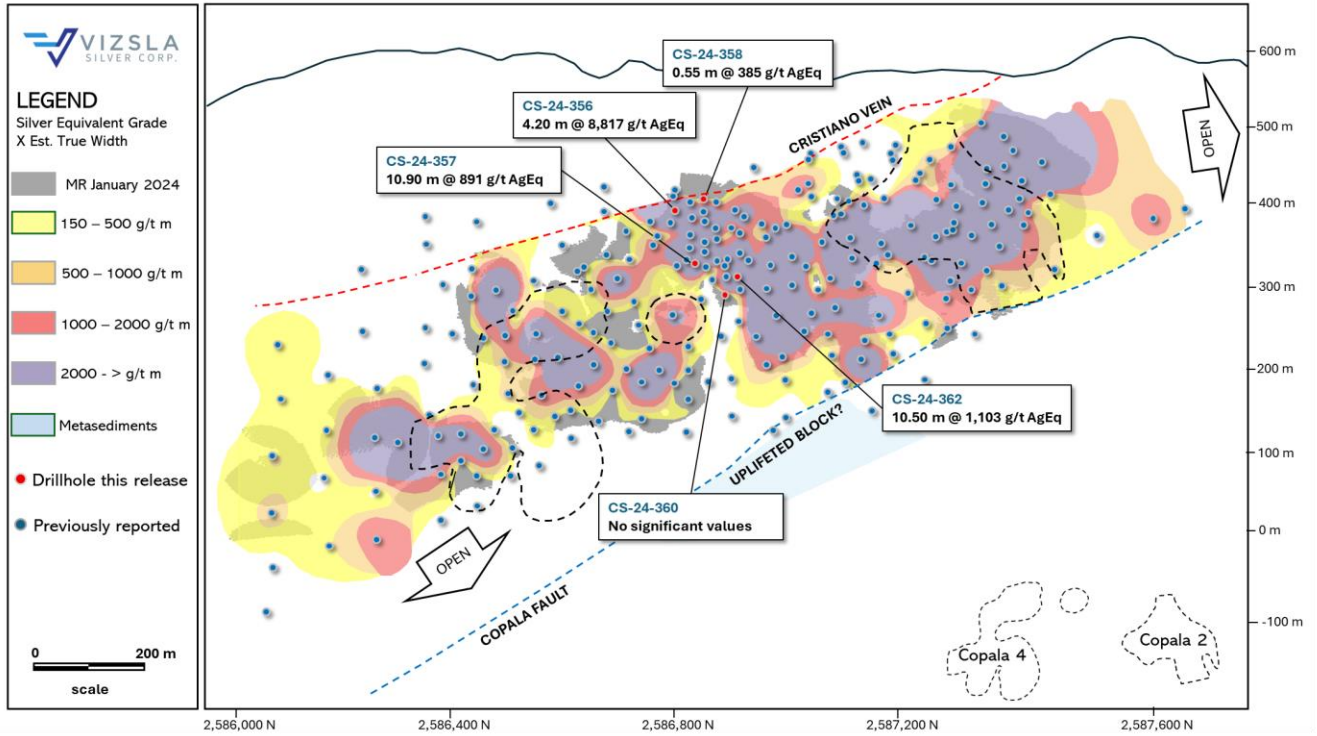 VIZSLA
SILVER CORP.
LEGEND
Silver Equivalent Grade
X Est. True Width
MR January 2024
150 – 500 g/t m
500 – 1000 g/t m
1000 – 2000 g/t m
2000 - > g/t m
Metasediments
Drillhole this release
Previously reported
0 200 m
scale
CS-24-358
0.55 m @ 385 g/t AgEq
CS-24-356
4.20 m @ 8,817 g/t AgEq
CS-24-357
10.90 m @ 891 g/t AgEq
CRISTIANO VEIN
OPEN
CS-24-362
10.50 m @ 1,103 g/t AgEq
UPLIFETED BLOCK?
CS-24-360
No significant values
OPEN
COPALA FAULT
Copala 4
Copala 2
600 m
500 m
400 m
300 m
200 m
100 m
0 m
-100 m
2,586,000 N
2,586,400 N
2,586,800 N
2,587,200 N
2,587,600 N